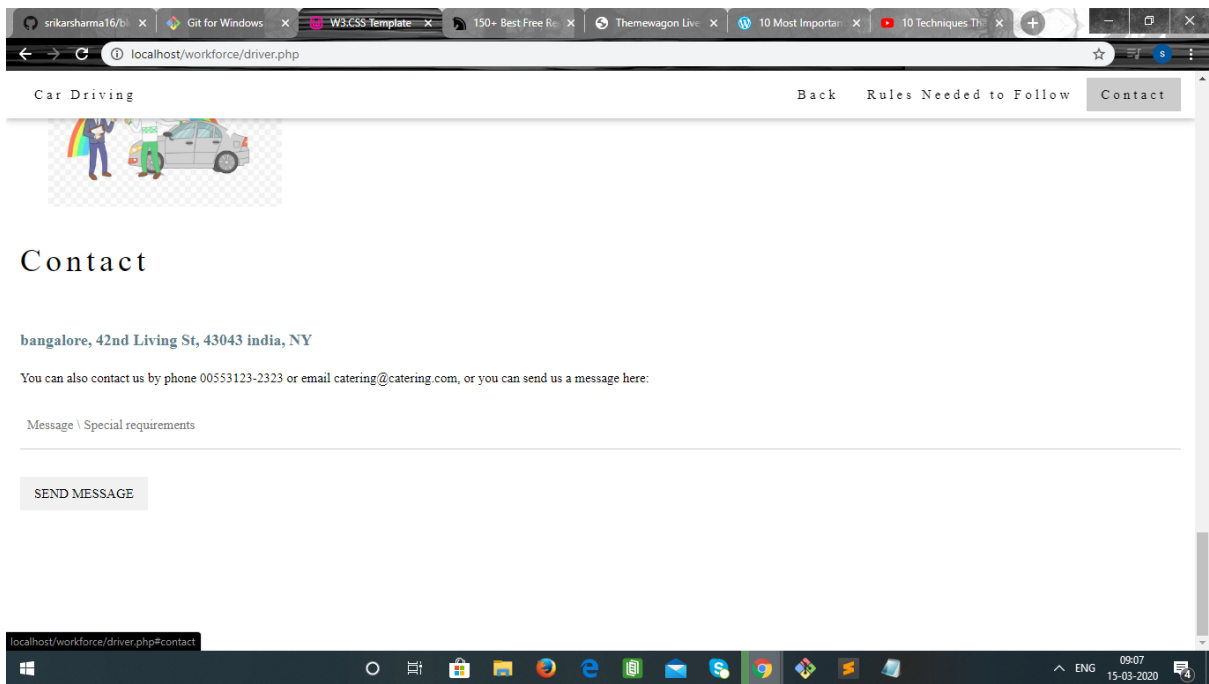 srikarsharma16/bl
Git for Windows
W3.CSS Template
150+ Best Free Re
Themewagon Live
10 Most Importan
10 Techniques Th
localhost/workforce/driver.php
S
Car Driving
Back
Rules Needed to Follow
Contact
Contact
bangalore, 42nd Living St, 43043 india, NY
You can also contact us by phone 00553123-2323 or email catering@catering.com, or you can send us a message here:
Message \ Special requirements
SEND MESSAGE
localhost/workforce/driver.php#contact
ENG
09:07
15-03-2020
4